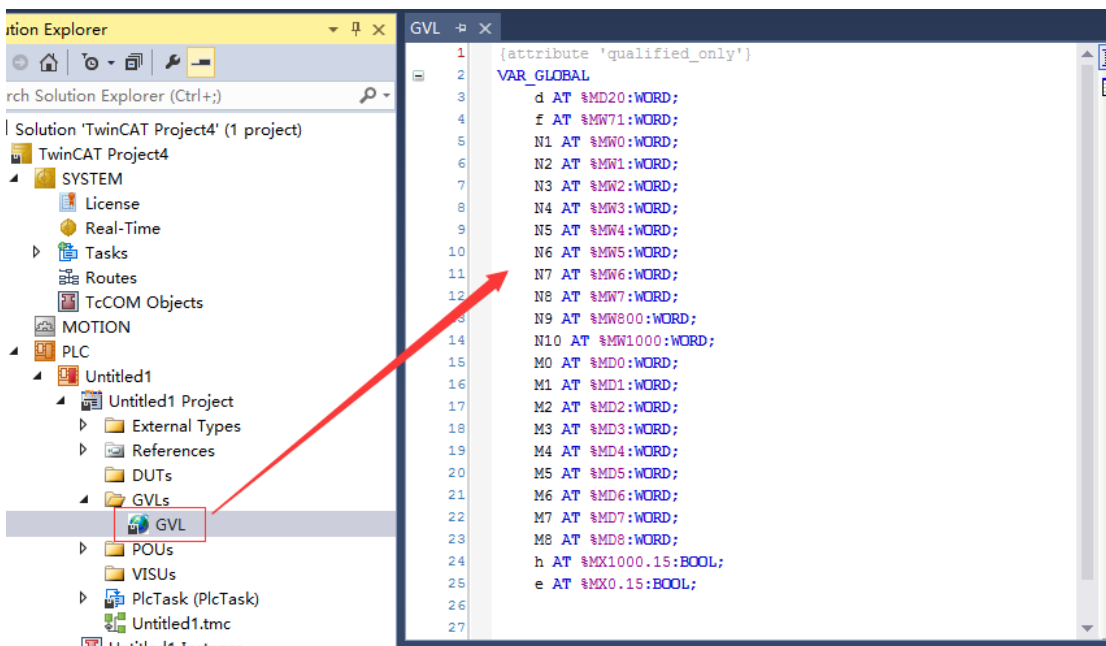 ution Explorer
rch Solution Explorer (Ctrl+;)
Solution 'TwinCAT Project4' (1 project)
TwinCAT Project4
SYSTEM
License
Real-Time
Tasks
Routes
TcCOM Objects
MOTION
PLC
Untitled1
Untitled1 Project
External Types
References
DUTs
GVLs
GVL
POUs
VISUs
PlcTask (PlcTask)
Untitled1.tmc
GVL
1 {attribute 'qualified_only'}
2 VAR_GLOBAL
3 d AT %MD20:WORD;
4 f AT %MW71:WORD;
5 N1 AT %MW0:WORD;
6 N2 AT %MW1:WORD;
7 N3 AT %MW2:WORD;
8 N4 AT %MW3:WORD;
9 N5 AT %MW4:WORD;
10 N6 AT %MW5:WORD;
11 N7 AT %MW6:WORD;
12 N8 AT %MW7:WORD;
13 N9 AT %MW800:WORD;
14 N10 AT %MW1000:WORD;
15 M0 AT %MD0:WORD;
16 M1 AT %MD1:WORD;
17 M2 AT %MD2:WORD;
18 M3 AT %MD3:WORD;
19 M4 AT %MD4:WORD;
20 M5 AT %MD5:WORD;
21 M6 AT %MD6:WORD;
22 M7 AT %MD7:WORD;
23 M8 AT %MD8:WORD;
24 h AT %MX1000.15:BOOL;
25 e AT %MX0.15:BOOL;
26
27